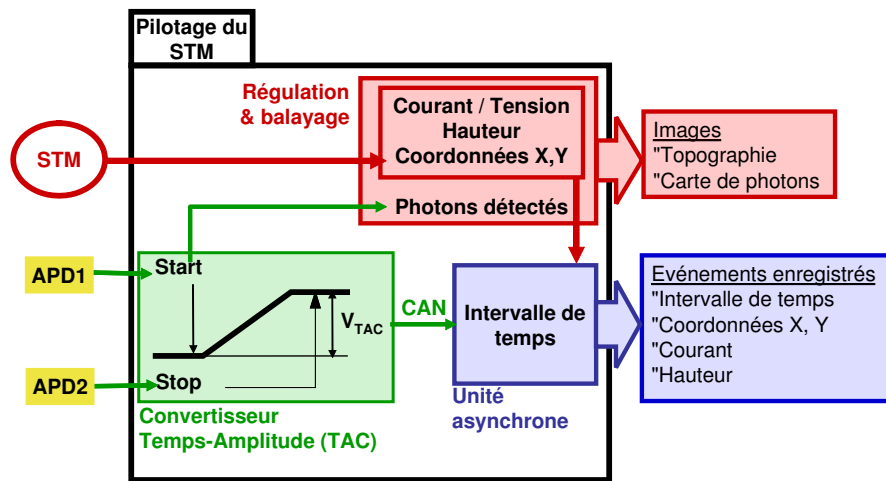 Pilotage du
STM
Régulation
& balayage
Courant / Tension
Hauteur
Coordonnées X,Y
Photons détectés
STM
Images
"Topographie
"Carte de photons
APD1
Start
VTAC
Stop
APD2
CAN
Intervalle de
temps
Evénements enregistrés
"Intervalle de temps
"Coordonnées X, Y
"Courant
"Hauteur
Convertisseur
Temps-Amplitude (TAC)
Unité
asynchrone